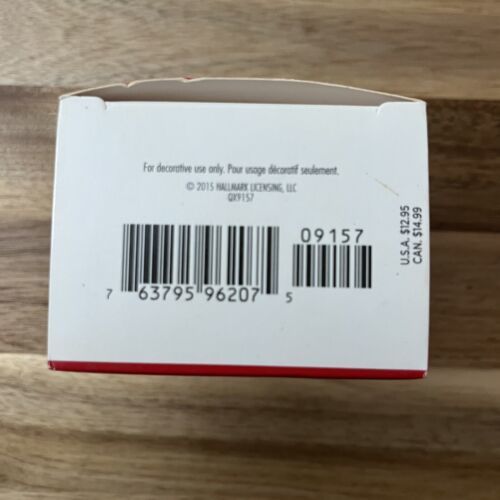 For decorative use only. Pour usage décoratif seulement.
© 2015 HALLMARK LICENSING, LLC
QX9157
09157
7 63795 96207 5
U.S.A. $12.95
CAN. $14.99